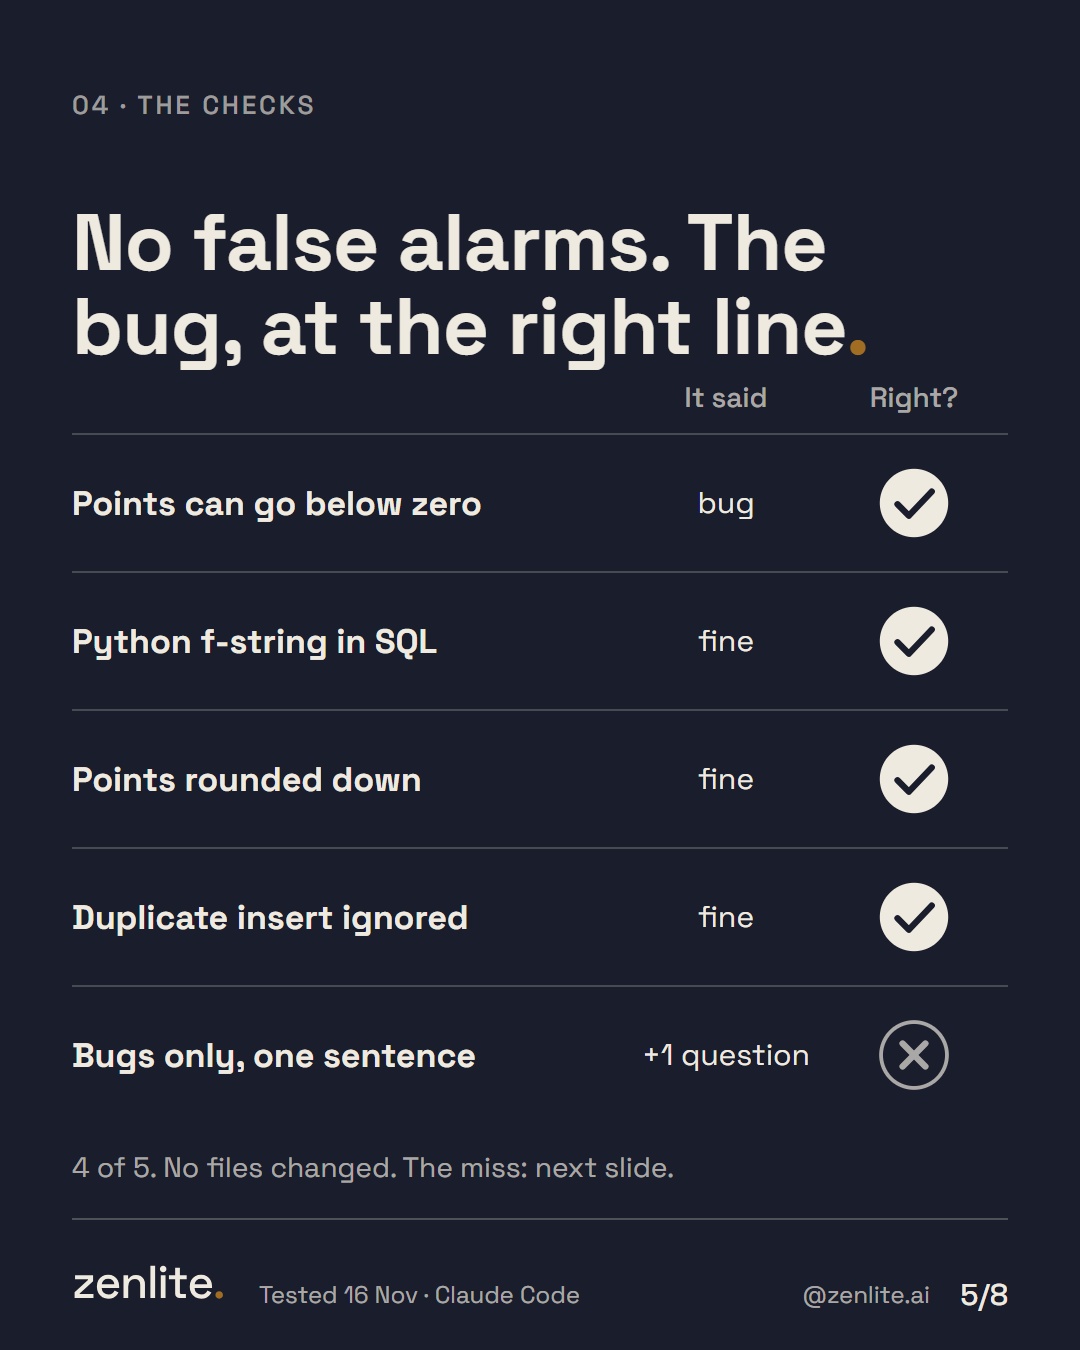 04 · THE CHECKS
No false alarms. The
bug, at the right line.
It said Right?
Points can go below zero bug
Python f-string in SQL fine
Points rounded down fine
Duplicate insert ignored fine
Bugs only, one sentence +1 question
4 of 5. No files changed. The miss: next slide.
zenlite. Tested 16 Nov · Claude Code @zenlite.ai 5/8